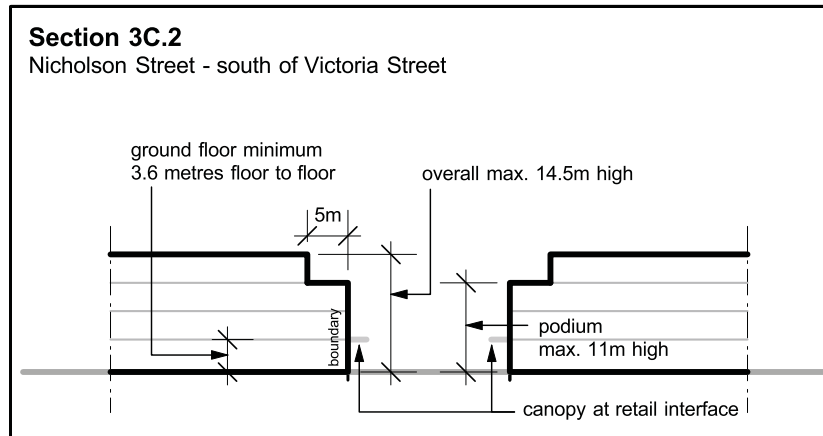 Section 3C.2
Nicholson Street - south of Victoria Street
ground floor minimum
3.6 metres floor to floor
overall max. 14.5m high
5m
boundary
podium
max. 11m high
canopy at retail interface